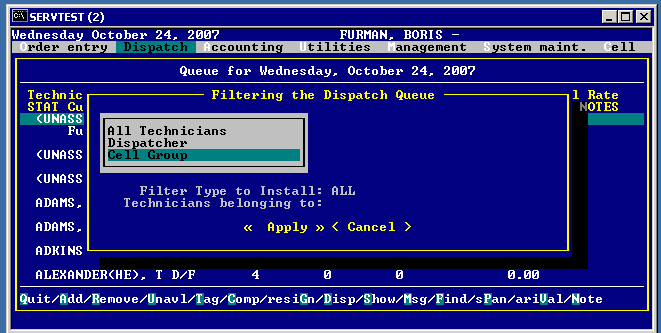 SERVTEST (2)
Wednesday October 24, 2007 FURMAN, BORIS -
Order entry Dispatch Accounting Utilities Management System maint. Cell
Queue for Wednesday, October 24, 2007
Technic Filtering the Dispatch Queue l Rate
STAT Cu NOTES
(UNASS
All Technicians
Fu
Dispatcher
(UNASS Cell Group
(UNASS
Filter Type to Install: ALL
ADAMS, Technicians belonging to:
ADAMS, « Apply » < Cancel >
ADKINS
ALEXANDER(HE), T D/F 4 0 0 0.00
Quit/Add/Remove/Unavl/Tag/Comp/resiGn/Disp/Show/Msg/Find/sPan/ariVal/Note